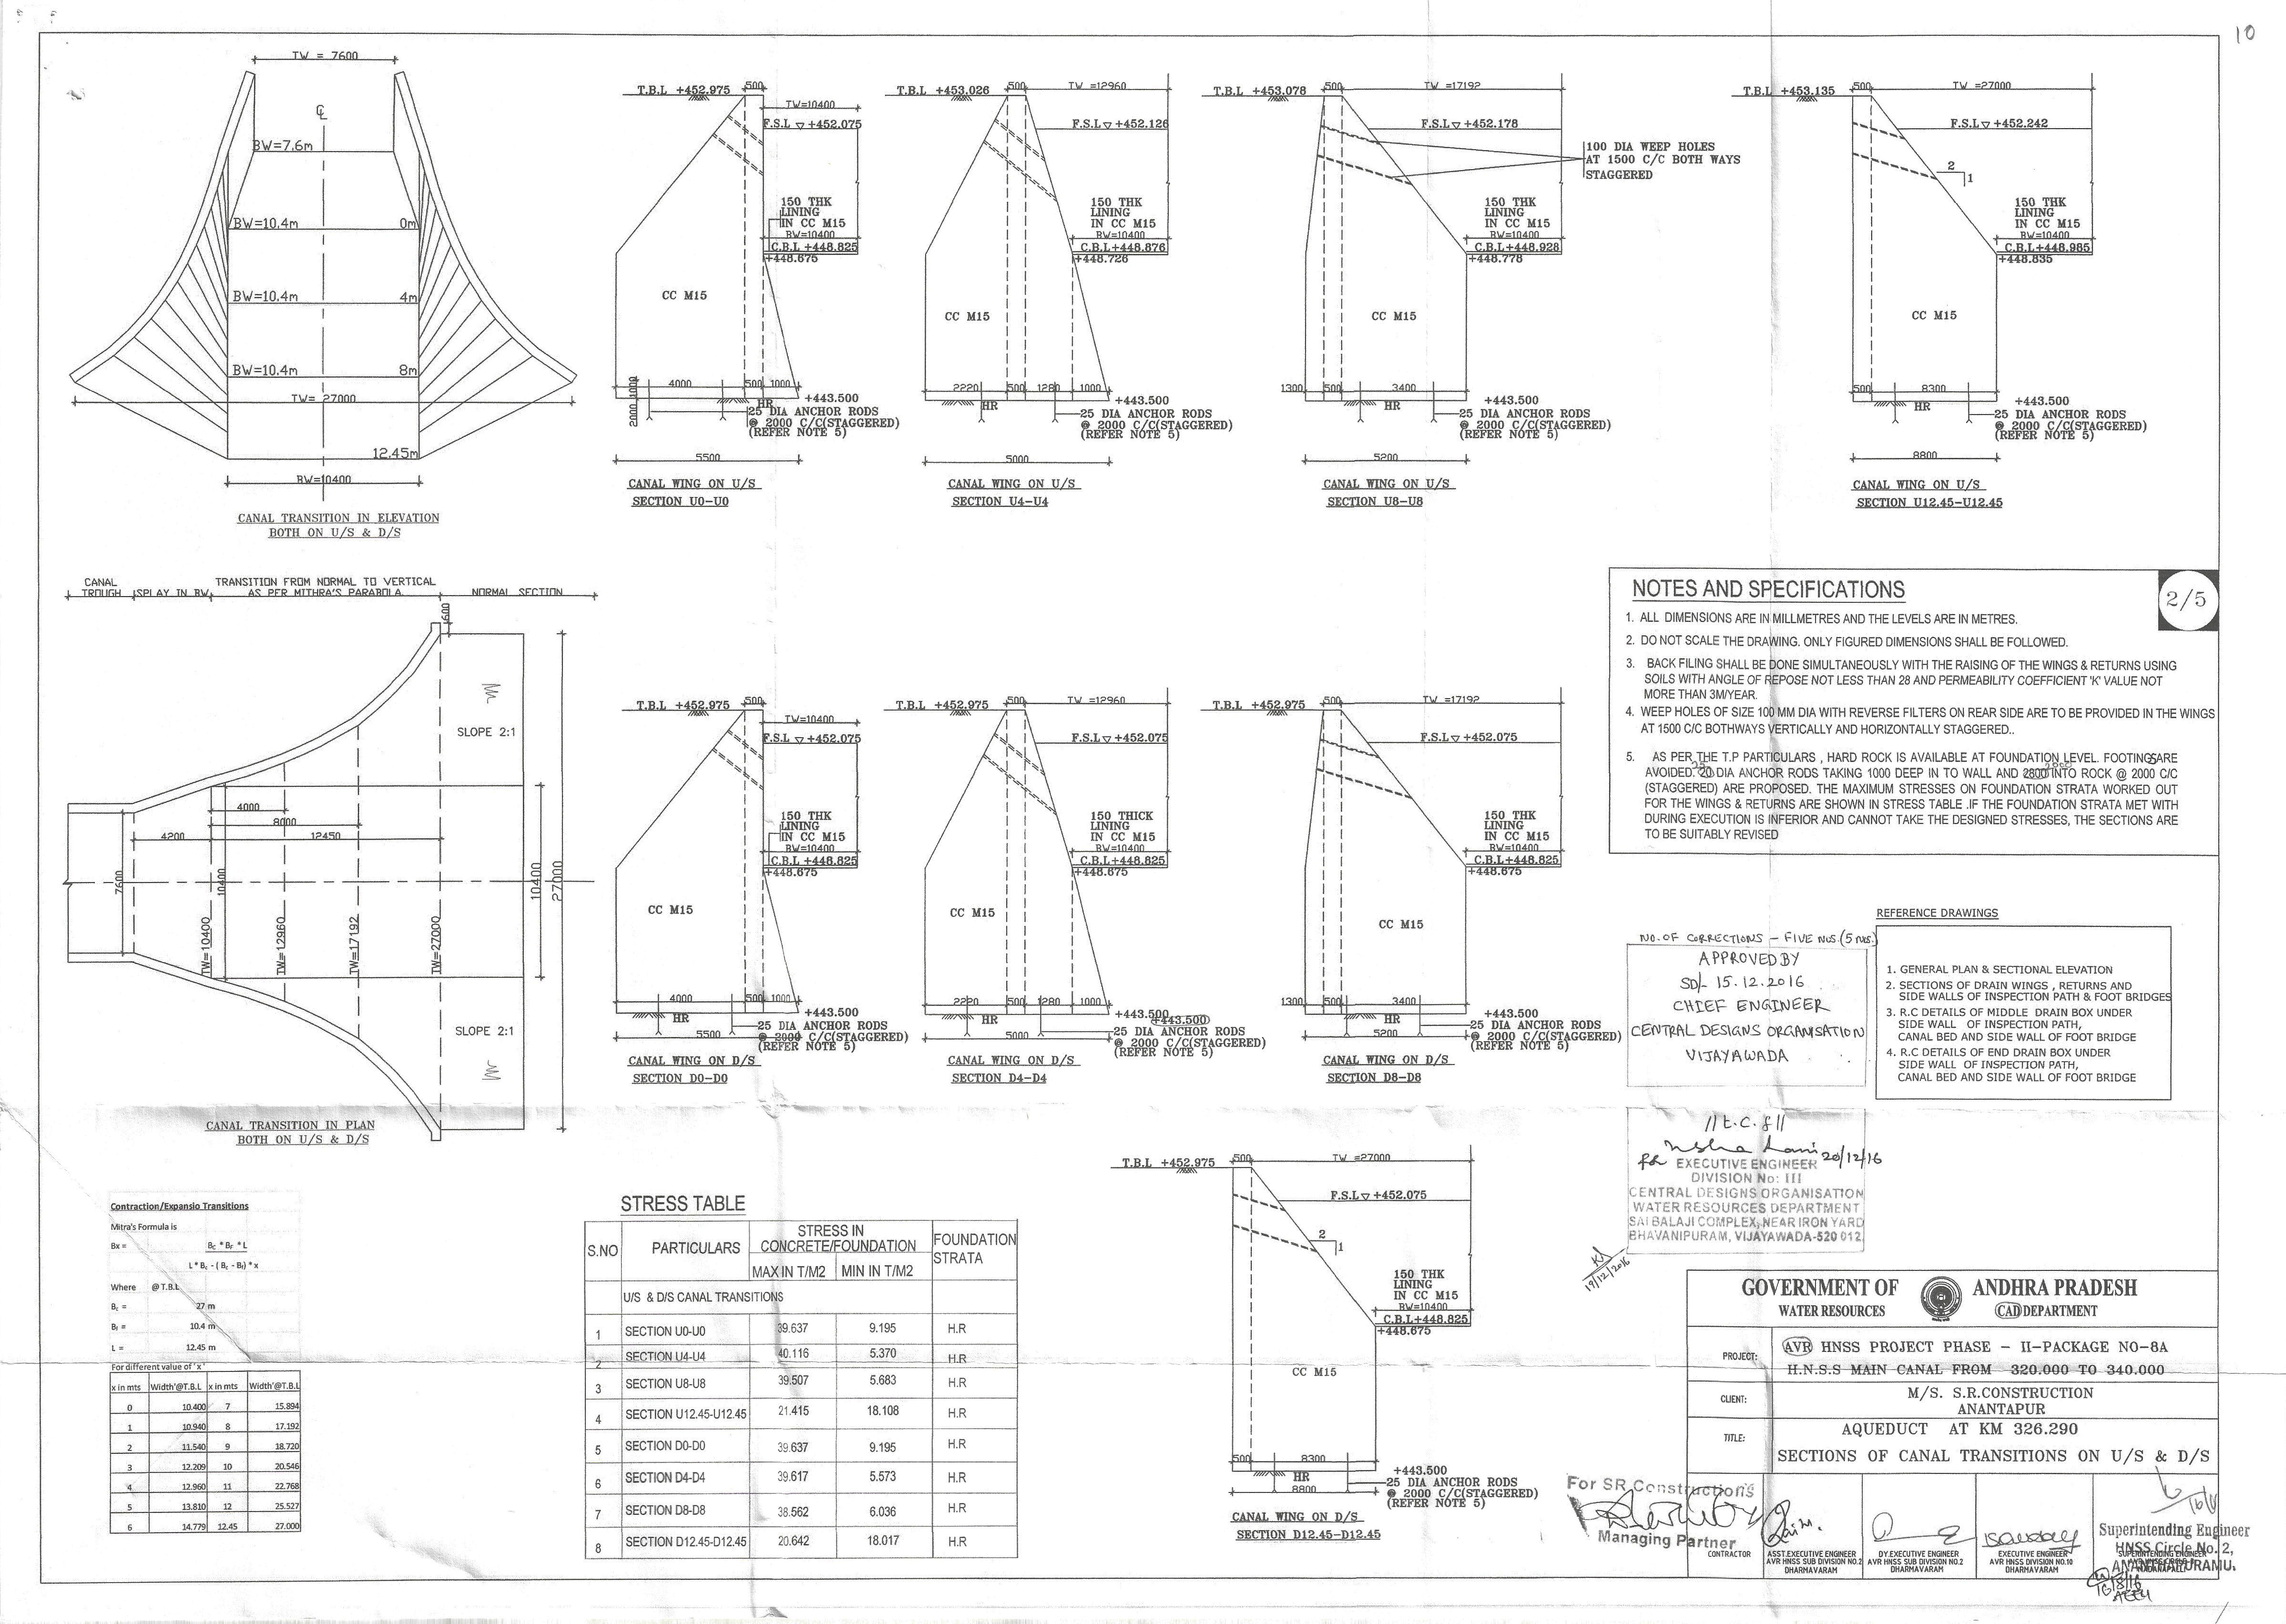 10
TW = 7600
℄
BW=7.6m
BW=10.4m
0m
BW=10.4m
4m
BW=10.4m
8m
TW= 27000
12.45m
BW=10400
CANAL TRANSITION IN ELEVATION
BOTH ON U/S & D/S
T.B.L +452.975
500
TW=10400
F.S.L ▽ +452.075
150 THK
LINING
IN CC M15
BW=10400
C.B.L +448.825
+448.675
CC M15
4000
500
1000
1000
2000
HR
+443.500
25 DIA ANCHOR RODS
@ 2000 C/C(STAGGERED)
(REFER NOTE 5)
5500
CANAL WING ON U/S
SECTION U0-U0
T.B.L +453.026
500
TW =12960
F.S.L ▽ +452.126
150 THK
LINING
IN CC M15
BW=10400
C.B.L +448.876
+448.726
CC M15
2220
500
1280
1000
HR
+443.500
25 DIA ANCHOR RODS
@ 2000 C/C(STAGGERED)
(REFER NOTE 5)
5000
CANAL WING ON U/S
SECTION U4-U4
T.B.L +453.078
500
TW =17192
F.S.L ▽ +452.178
100 DIA WEEP HOLES
AT 1500 C/C BOTH WAYS
STAGGERED
150 THK
LINING
IN CC M15
BW=10400
C.B.L +448.928
+448.778
CC M15
1300
500
3400
HR
+443.500
25 DIA ANCHOR RODS
@ 2000 C/C(STAGGERED)
(REFER NOTE 5)
5200
CANAL WING ON U/S
SECTION U8-U8
T.B.L +453.135
500
TW =27000
F.S.L ▽ +452.242
2
1
150 THK
LINING
IN CC M15
BW=10400
C.B.L +448.985
+448.835
CC M15
500
8300
HR
+443.500
25 DIA ANCHOR RODS
@ 2000 C/C(STAGGERED)
(REFER NOTE 5)
8800
CANAL WING ON U/S
SECTION U12.45-U12.45
CANAL
TROUGH
SPLAY IN BW
TRANSITION FROM NORMAL TO VERTICAL
AS PER MITHRA'S PARABOLA.
NORMAL SECTION
600
SLOPE 2:1
4000
8000
4200
12450
7600
10400
10400
27000
TW=10400
TW=12960
TW=17192
TW=27000
SLOPE 2:1
CANAL TRANSITION IN PLAN
BOTH ON U/S & D/S
T.B.L +452.975
500
TW=10400
F.S.L ▽ +452.075
150 THK
LINING
IN CC M15
BW=10400
C.B.L +448.825
+448.675
CC M15
4000
500
1000
HR
+443.500
5500
25 DIA ANCHOR RODS
@ 2000 C/C(STAGGERED)
(REFER NOTE 5)
CANAL WING ON D/S
SECTION D0-D0
T.B.L +452.975
500
TW =12960
F.S.L ▽ +452.075
150 THICK
LINING
IN CC M15
BW=10400
C.B.L +448.825
+448.675
CC M15
2220
500
1280
1000
HR
+443.500
+443.500
5000
25 DIA ANCHOR RODS
@ 2000 C/C(STAGGERED)
(REFER NOTE 5)
CANAL WING ON D/S
SECTION D4-D4
T.B.L +452.975
500
TW =17192
F.S.L ▽ +452.075
150 THK
LINING
IN CC M15
BW=10400
C.B.L +448.825
+448.675
CC M15
1300
500
3400
HR
+443.500
5200
25 DIA ANCHOR RODS
@ 2000 C/C(STAGGERED)
(REFER NOTE 5)
CANAL WING ON D/S
SECTION D8-D8
NOTES AND SPECIFICATIONS
2/5
1. ALL DIMENSIONS ARE IN MILLMETRES AND THE LEVELS ARE IN METRES.
2. DO NOT SCALE THE DRAWING. ONLY FIGURED DIMENSIONS SHALL BE FOLLOWED.
3. BACK FILING SHALL BE DONE SIMULTANEOUSLY WITH THE RAISING OF THE WINGS & RETURNS USING
SOILS WITH ANGLE OF REPOSE NOT LESS THAN 28 AND PERMEABILITY COEFFICIENT 'K' VALUE NOT
MORE THAN 3M/YEAR.
4. WEEP HOLES OF SIZE 100 MM DIA WITH REVERSE FILTERS ON REAR SIDE ARE TO BE PROVIDED IN THE WINGS
AT 1500 C/C BOTHWAYS VERTICALLY AND HORIZONTALLY STAGGERED..
5. AS PER THE T.P PARTICULARS , HARD ROCK IS AVAILABLE AT FOUNDATION LEVEL. FOOTINGS ARE
AVOIDED. 25 20 DIA ANCHOR RODS TAKING 1000 DEEP IN TO WALL AND 2800 2000 INTO ROCK @ 2000 C/C
(STAGGERED) ARE PROPOSED. THE MAXIMUM STRESSES ON FOUNDATION STRATA WORKED OUT
FOR THE WINGS & RETURNS ARE SHOWN IN STRESS TABLE .IF THE FOUNDATION STRATA MET WITH
DURING EXECUTION IS INFERIOR AND CANNOT TAKE THE DESIGNED STRESSES, THE SECTIONS ARE
TO BE SUITABLY REVISED
NO. OF CORRECTIONS - FIVE NOS. (5 NOS.)
APPROVED BY
SD/- 15.12.2016
CHIEF ENGINEER
CENTRAL DESIGNS ORGANISATION
VIJAYAWADA
REFERENCE DRAWINGS
1. GENERAL PLAN & SECTIONAL ELEVATION
2. SECTIONS OF DRAIN WINGS , RETURNS AND
SIDE WALLS OF INSPECTION PATH & FOOT BRIDGES
3. R.C DETAILS OF MIDDLE DRAIN BOX UNDER
SIDE WALL OF INSPECTION PATH,
CANAL BED AND SIDE WALL OF FOOT BRIDGE
4. R.C DETAILS OF END DRAIN BOX UNDER
SIDE WALL OF INSPECTION PATH,
CANAL BED AND SIDE WALL OF FOOT BRIDGE
//t.c.f//
20/12/16
for EXECUTIVE ENGINEER
DIVISION No: III
CENTRAL DESIGNS ORGANISATION
WATER RESOURCES DEPARTMENT
SAI BALAJI COMPLEX, NEAR IRON YARD
BHAVANIPURAM, VIJAYAWADA-520 012
19/12/2016
Contraction/Expansio Transitions
Mitra's Formula is
Bx = Bc * Bf * L
L * Bc - ( Bc - Bf) * x
Where @ T.B.L
Bc = 27 m
Bf = 10.4 m
L = 12.45 m
For different value of 'x'
x in mts Width'@T.B.L x in mts Width'@T.B.L
0 10.400 7 15.894
1 10.940 8 17.192
2 11.540 9 18.720
3 12.209 10 20.546
4 12.960 11 22.768
5 13.810 12 25.527
6 14.779 12.45 27.000
STRESS TABLE
S.NO PARTICULARS STRESS IN CONCRETE/FOUNDATION FOUNDATION STRATA
MAX IN T/M2 MIN IN T/M2
U/S & D/S CANAL TRANSITIONS
1 SECTION U0-U0 39.637 9.195 H.R
2 SECTION U4-U4 40.116 5.370 H.R
3 SECTION U8-U8 39.507 5.683 H.R
4 SECTION U12.45-U12.45 21.415 18.108 H.R
5 SECTION D0-D0 39.637 9.195 H.R
6 SECTION D4-D4 39.617 5.573 H.R
7 SECTION D8-D8 38.562 6.036 H.R
8 SECTION D12.45-D12.45 20.642 18.017 H.R
T.B.L +452.975
500
TW =27000
F.S.L ▽ +452.075
2
1
150 THK
LINING
IN CC M15
BW=10400
C.B.L +448.825
+448.675
CC M15
500
8300
HR
+443.500
8800
25 DIA ANCHOR RODS
@ 2000 C/C(STAGGERED)
(REFER NOTE 5)
CANAL WING ON D/S
SECTION D12.45-D12.45
GOVERNMENT OF ANDHRA PRADESH
WATER RESOURCES (CAD) DEPARTMENT
PROJECT: AVR HNSS PROJECT PHASE - II-PACKAGE NO-8A
H.N.S.S MAIN CANAL FROM 320.000 TO 340.000
CLIENT: M/S. S.R.CONSTRUCTION
ANANTAPUR
TITLE: AQUEDUCT AT KM 326.290
SECTIONS OF CANAL TRANSITIONS ON U/S & D/S
For SR Constructions
Managing Partner
CONTRACTOR
ASST.EXECUTIVE ENGINEER
AVR HNSS SUB DIVISION NO.2
DHARMAVARAM
DY.EXECUTIVE ENGINEER
AVR HNSS SUB DIVISION NO.2
DHARMAVARAM
EXECUTIVE ENGINEER
AVR HNSS DIVISION NO.10
DHARMAVARAM
Superintending Engineer
HNSS Circle No. 2,
ANANTHAPURAMU.